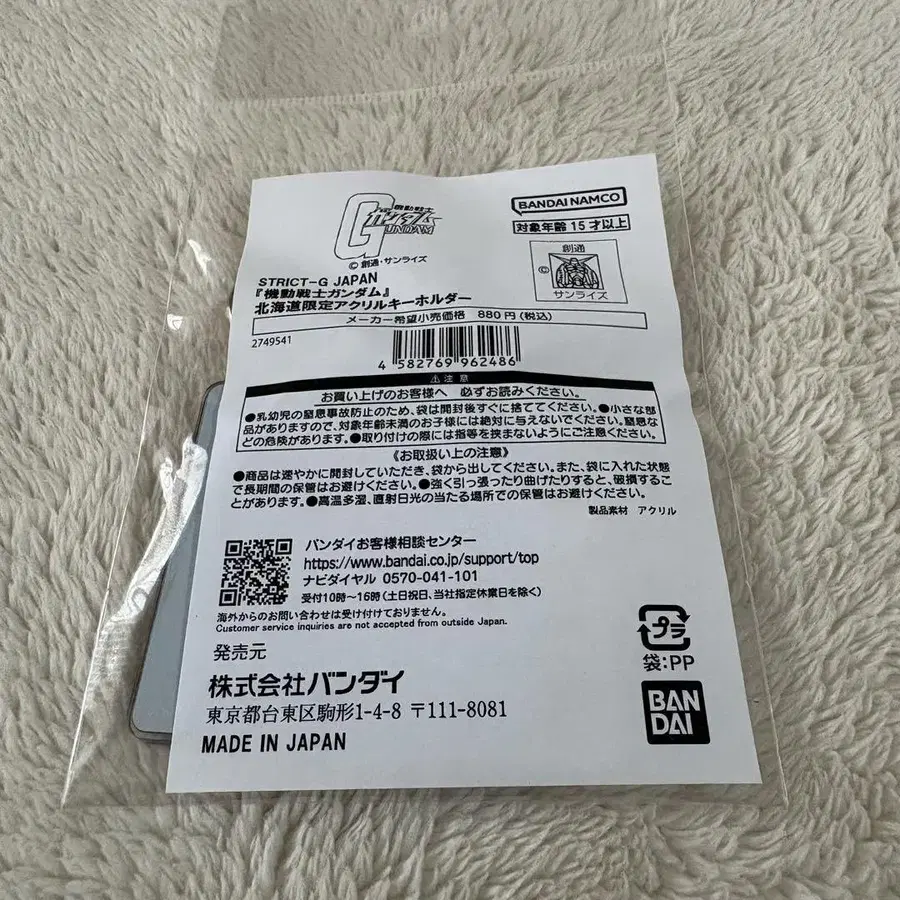 機動戦士
ガンダム
GUNDAM
© 創通・サンライズ
BANDAI NAMCO
対象年齢 15才以上
創通
©
サンライズ
STRICT-G JAPAN
『機動戦士ガンダム』
北海道限定アクリルキーホルダー
メーカー希望小売価格 880円(税込)
2749541
4 582769 962486
⚠注意
お買い上げのお客様へ 必ずお読みください。
●乳幼児の窒息事故防止のため、袋は開封後すぐに捨ててください。●小さな部
品がありますので、対象年齢未満のお子様には絶対に与えないでください。窒息な
どの危険があります。●取り付けの際には指等を挟まないようにご注意ください。
《お取扱い上の注意》
●商品は速やかに開封していただき、袋から出してください。また、袋に入れた状態
で長期間の保管はお避けください。●強く引っ張ったり曲げたりすると、破損するこ
とがあります。●高温多湿、直射日光の当たる場所での保管はお避けください。
製品素材 アクリル
バンダイお客様相談センター
https://www.bandai.co.jp/support/top
ナビダイヤル 0570-041-101
受付10時〜16時(土日祝日、当社指定休業日を除く)
海外からのお問い合わせは受け付けておりません。
Customer service inquiries are not accepted from outside Japan.
発売元
株式会社バンダイ
東京都台東区駒形1-4-8 〒111-8081
MADE IN JAPAN
プラ
袋:PP
BAN
DAI